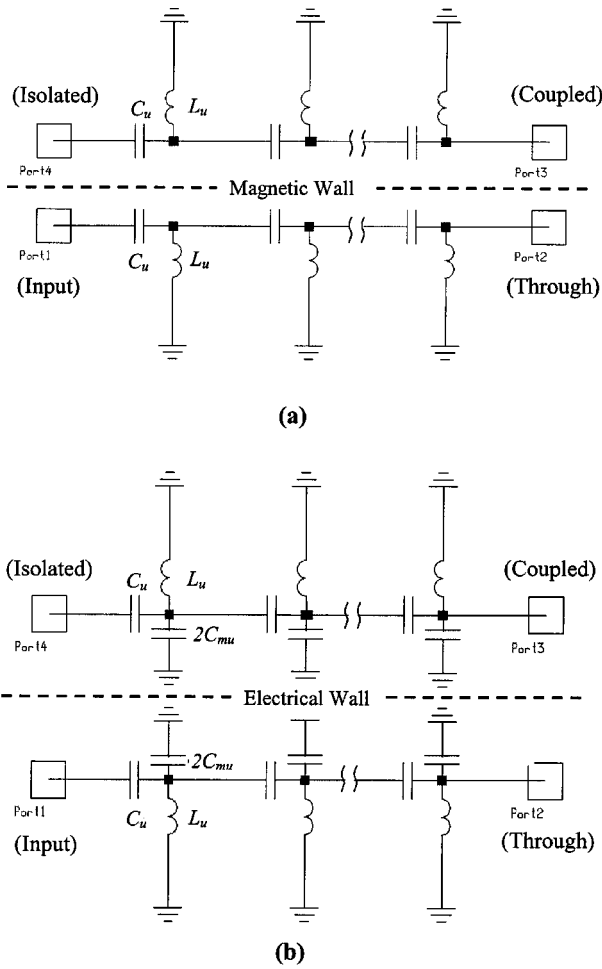 (Isolated)
C_u
L_u
(Coupled)
Port4
Port3
Magnetic Wall
Port1
C_u
L_u
Port2
(Input)
(Through)
(a)
(Isolated)
C_u
L_u
(Coupled)
2C_mu
Port4
Port3
Electrical Wall
2C_mu
Port1
C_u
L_u
Port2
(Input)
(Through)
(b)